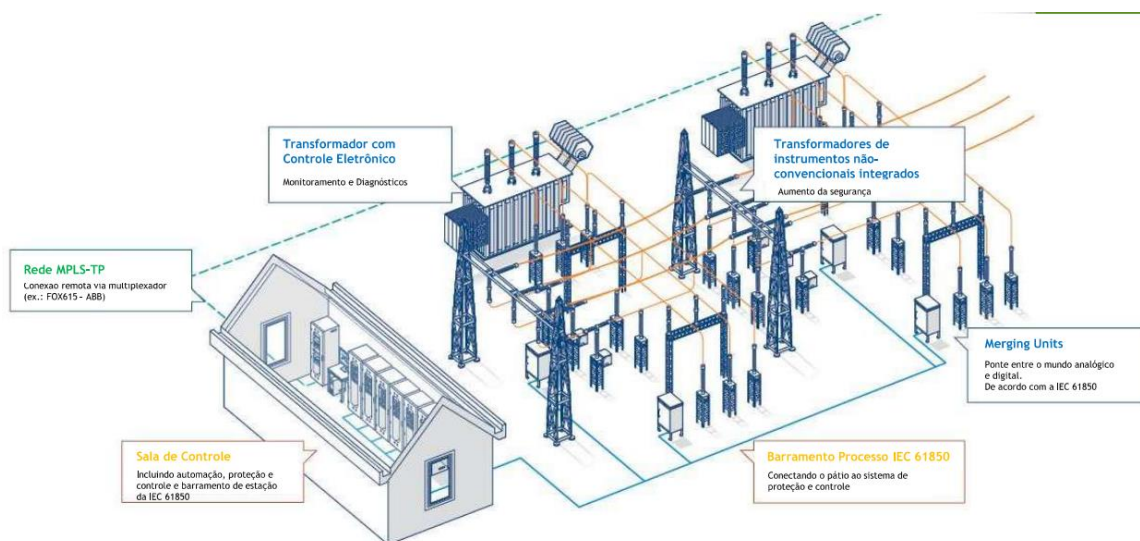 Transformador com
Controle Eletrônico
Monitoramento e Diagnósticos
Transformadores de
instrumentos não-
convencionais integrados
Aumento da segurança
Rede MPLS-TP
Conexão remota via multiplexador
(ex.: FOX615 - ABB)
Merging Units
Ponte entre o mundo analógico
e digital.
De acordo com a IEC 61850
Sala de Controle
Incluindo automação, proteção e
controle e barramento de estação
da IEC 61850
Barramento Processo IEC 61850
Conectando o pátio ao sistema de
proteção e controle